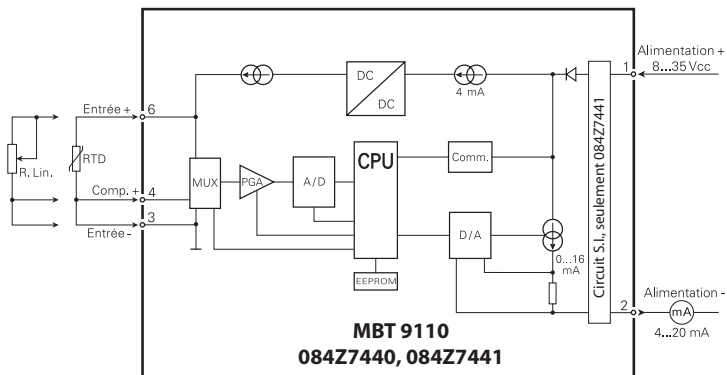 Alimentation +
1
8...35 Vcc
DC
DC
4 mA
Entrée +
6
R. Lin.
RTD
Comp. +
4
3
Entrée -
MUX
PGA
A/D
CPU
Comm.
D/A
EEPROM
0...16
mA
Circuit S.I., seulement 084Z7441
2
Alimentation -
mA
4...20 mA
MBT 9110
084Z7440, 084Z7441